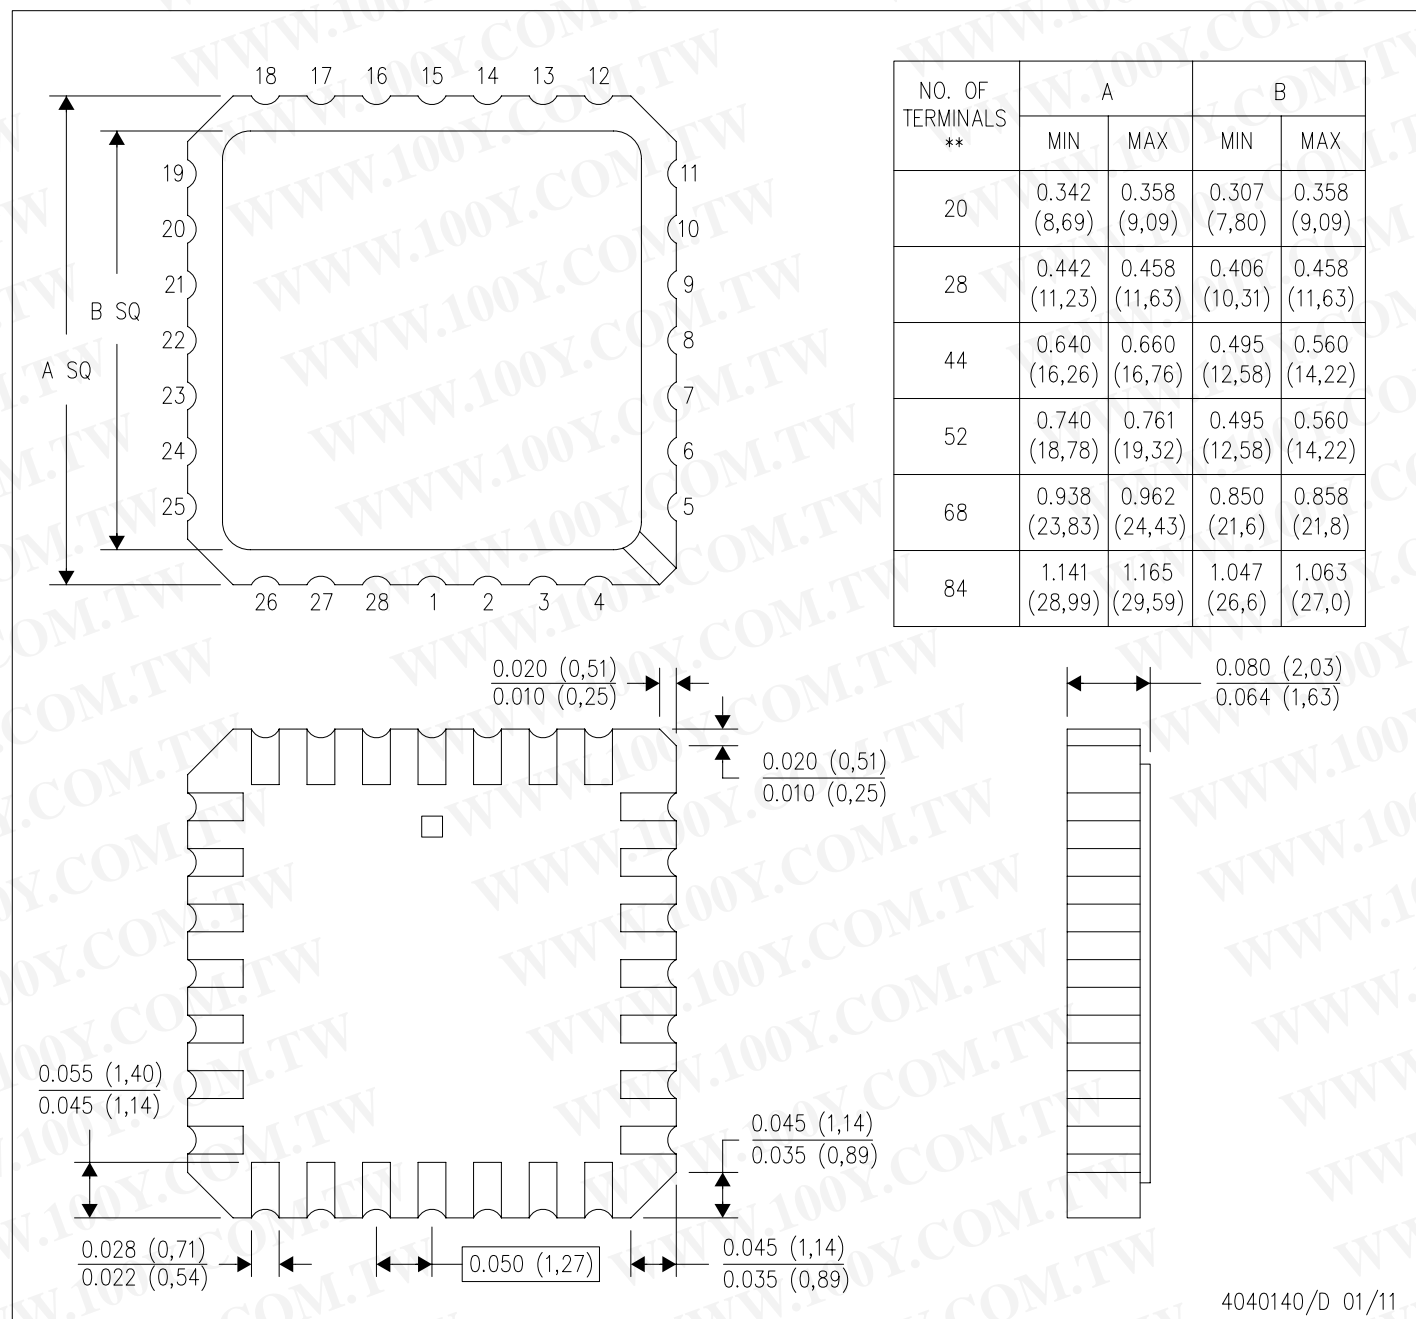 18 17 16 15 14 13 12
19
20
21
22
23
24
25
11
10
9
8
7
6
5
26 27 28 1 2 3 4
A SQ
B SQ
NO. OF TERMINALS ** A B
MIN MAX MIN MAX
20 0.342 (8,69) 0.358 (9,09) 0.307 (7,80) 0.358 (9,09)
28 0.442 (11,23) 0.458 (11,63) 0.406 (10,31) 0.458 (11,63)
44 0.640 (16,26) 0.660 (16,76) 0.495 (12,58) 0.560 (14,22)
52 0.740 (18,78) 0.761 (19,32) 0.495 (12,58) 0.560 (14,22)
68 0.938 (23,83) 0.962 (24,43) 0.850 (21,6) 0.858 (21,8)
84 1.141 (28,99) 1.165 (29,59) 1.047 (26,6) 1.063 (27,0)
0.020 (0,51)
0.010 (0,25)
0.020 (0,51)
0.010 (0,25)
0.080 (2,03)
0.064 (1,63)
0.055 (1,40)
0.045 (1,14)
0.045 (1,14)
0.035 (0,89)
0.028 (0,71)
0.022 (0,54)
0.050 (1,27)
0.045 (1,14)
0.035 (0,89)
4040140/D 01/11
WWW.100Y.COM.TW